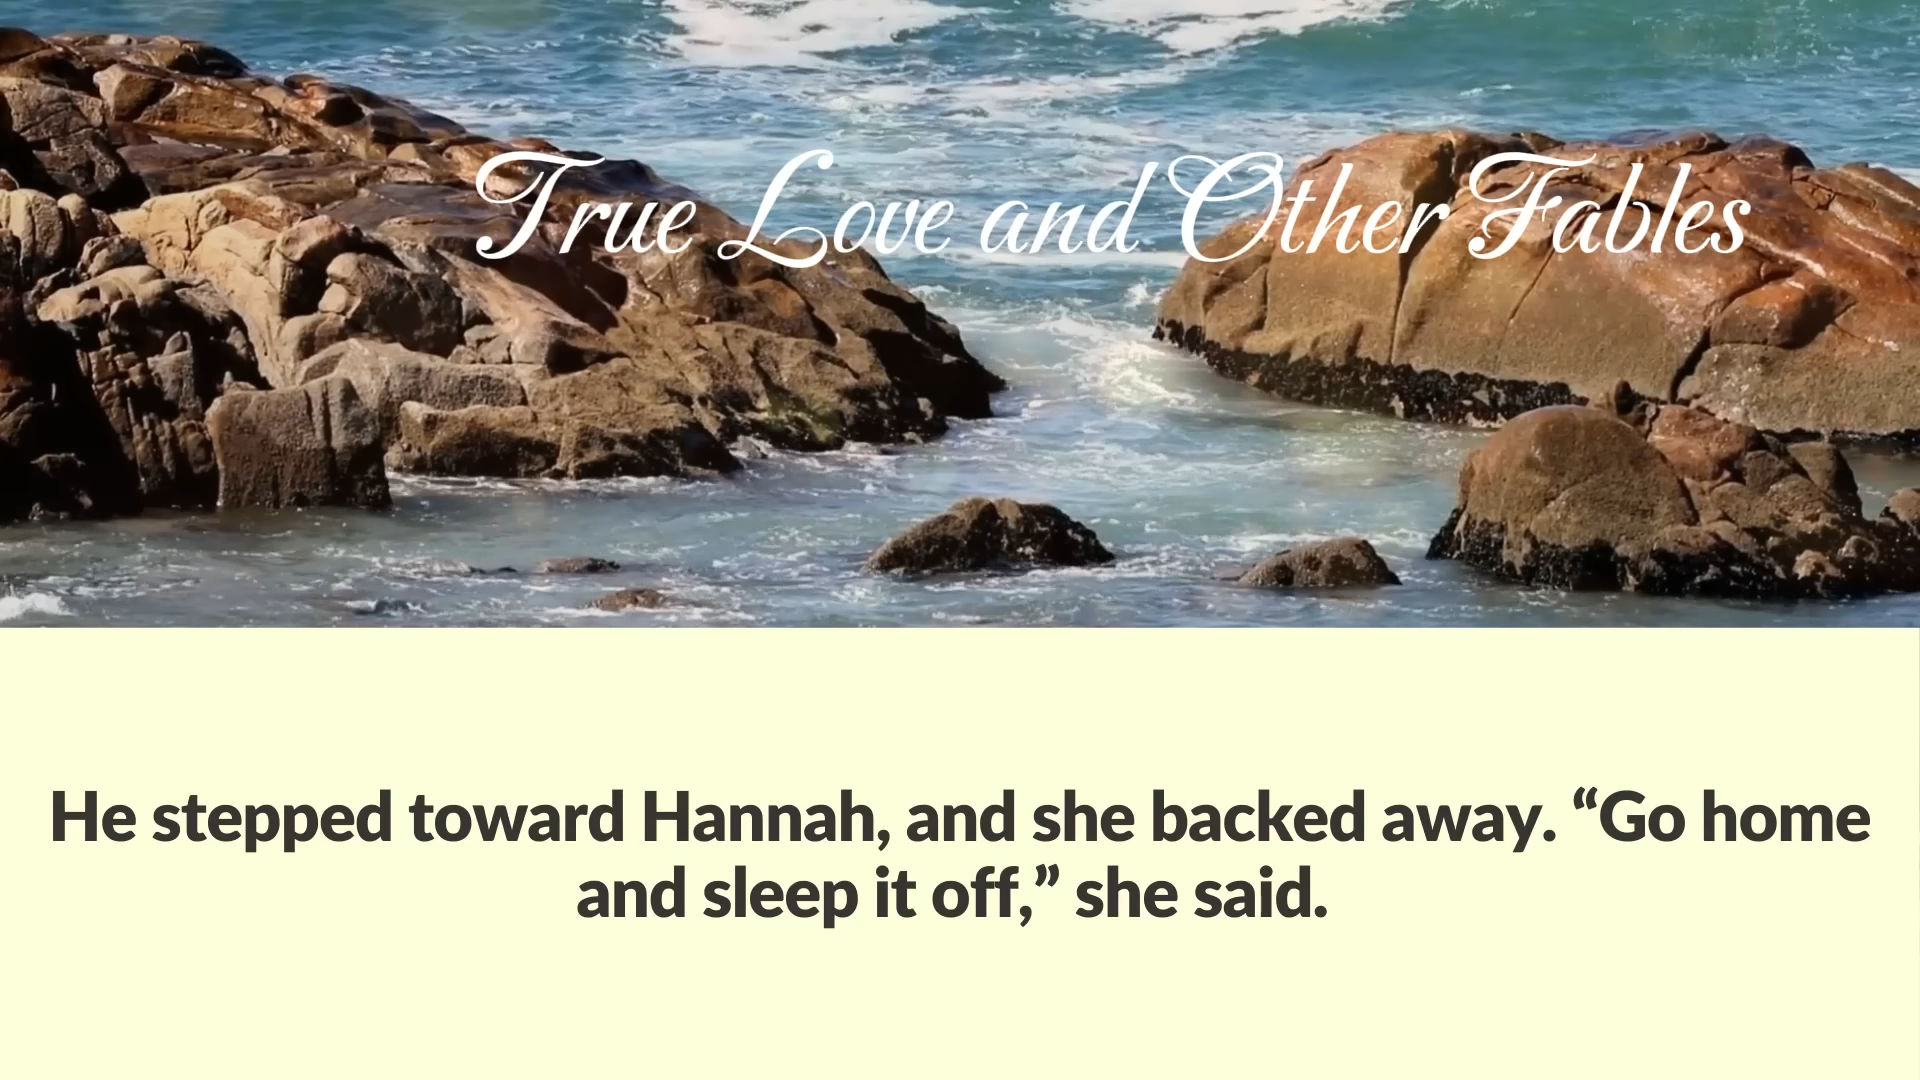 True Love and Other Fables
He stepped toward Hannah, and she backed away. “Go home
and sleep it off,” she said.